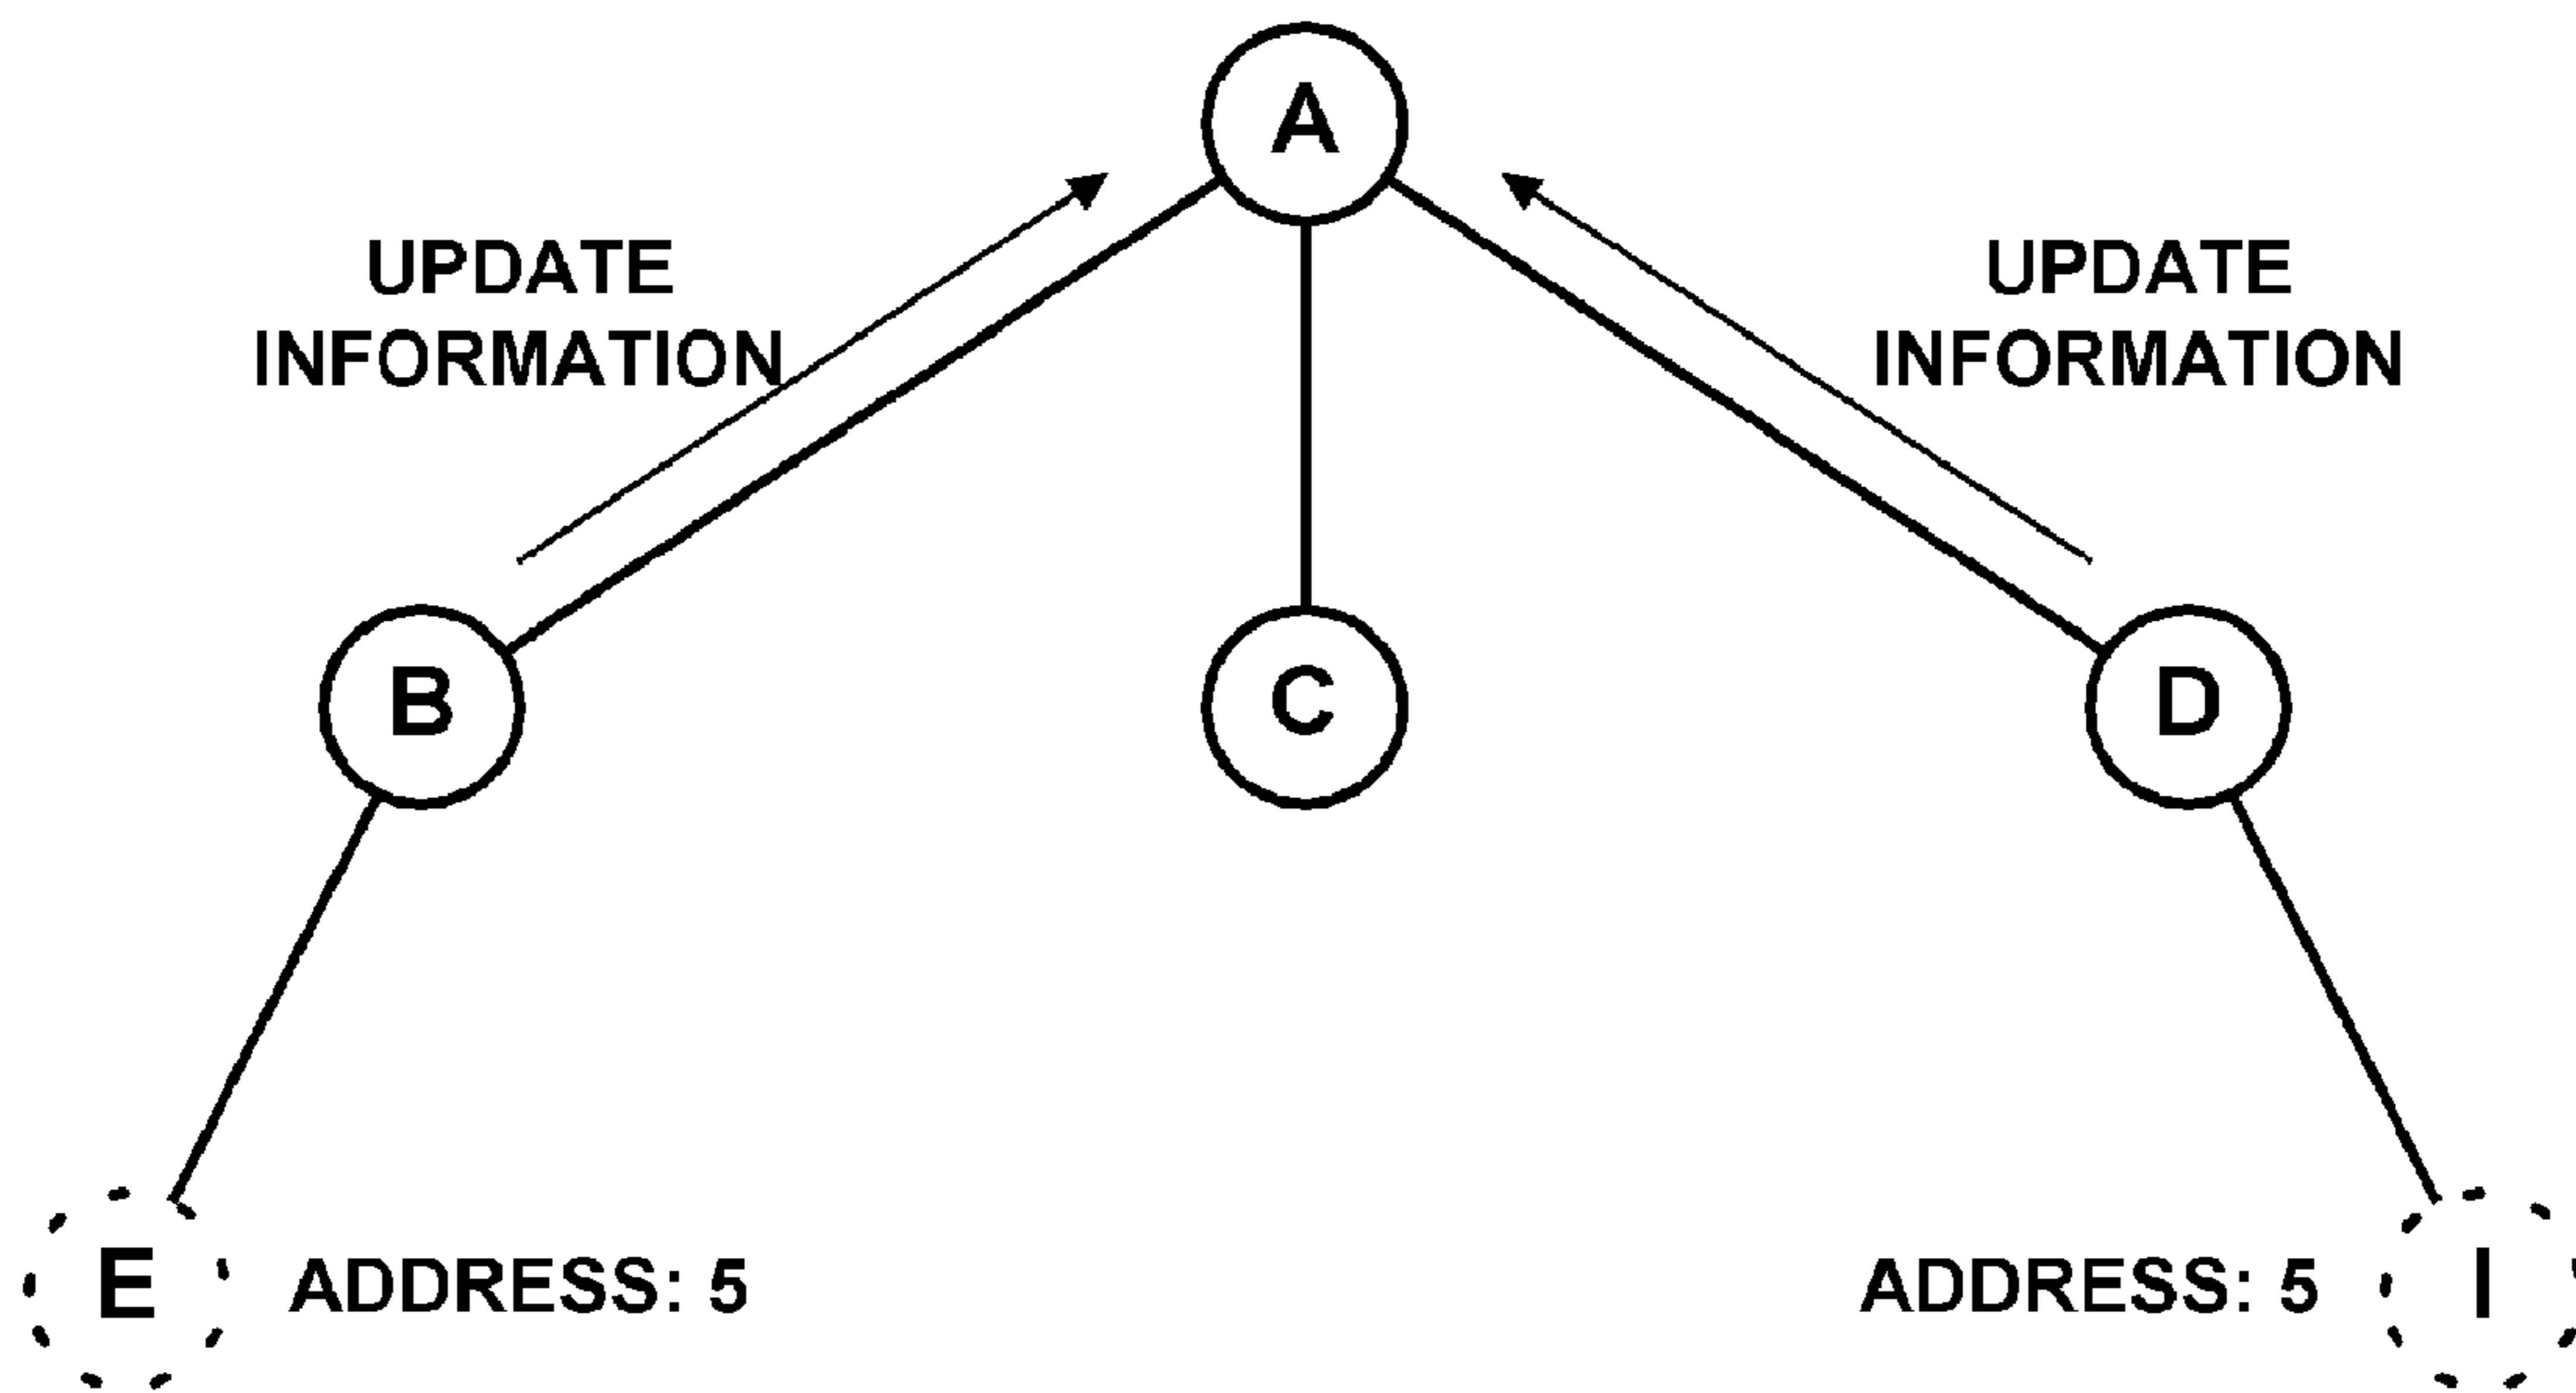 A
UPDATE
INFORMATION
UPDATE
INFORMATION
B
C
D
E
ADDRESS: 5
ADDRESS: 5
I